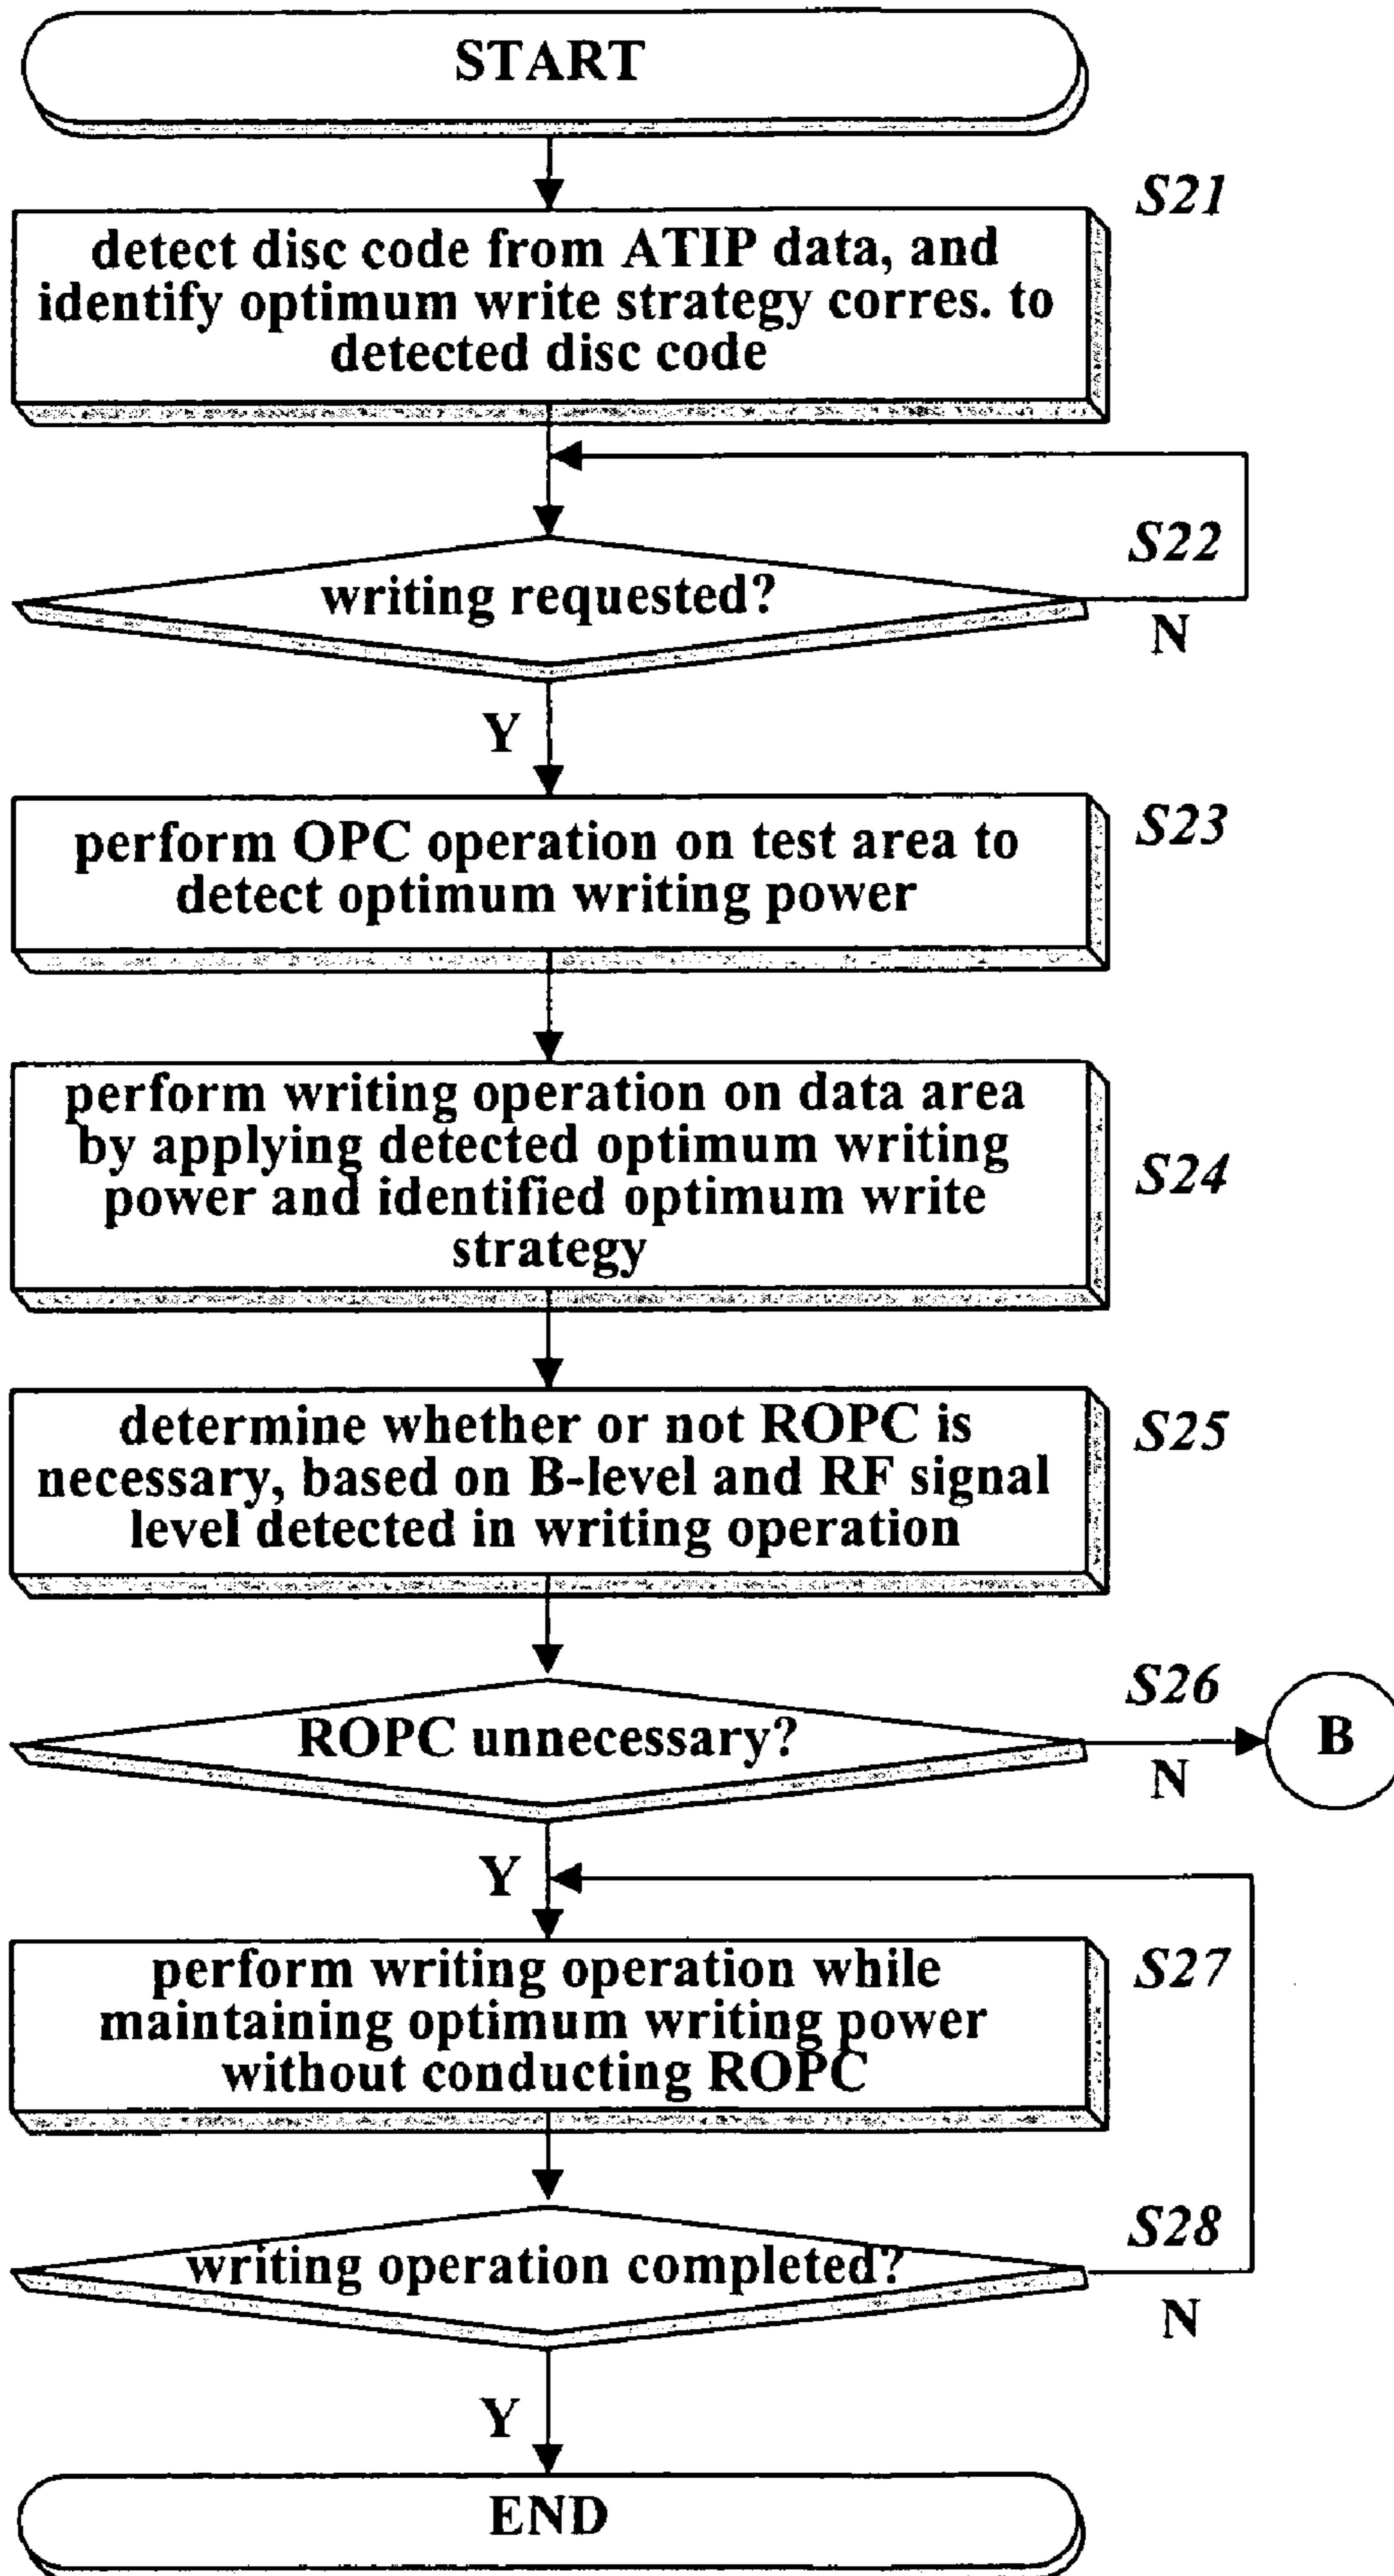 START
S21
detect disc code from ATIP data, and
identify optimum write strategy corres. to
detected disc code
S22
writing requested?
N
Y
S23
perform OPC operation on test area to
detect optimum writing power
perform writing operation on data area
by applying detected optimum writing
power and identified optimum write
strategy
S24
determine whether or not ROPC is
necessary, based on B-level and RF signal
level detected in writing operation
S25
S26
ROPC unnecessary?
B
N
Y
perform writing operation while
maintaining optimum writing power
without conducting ROPC
S27
S28
writing operation completed?
N
Y
END